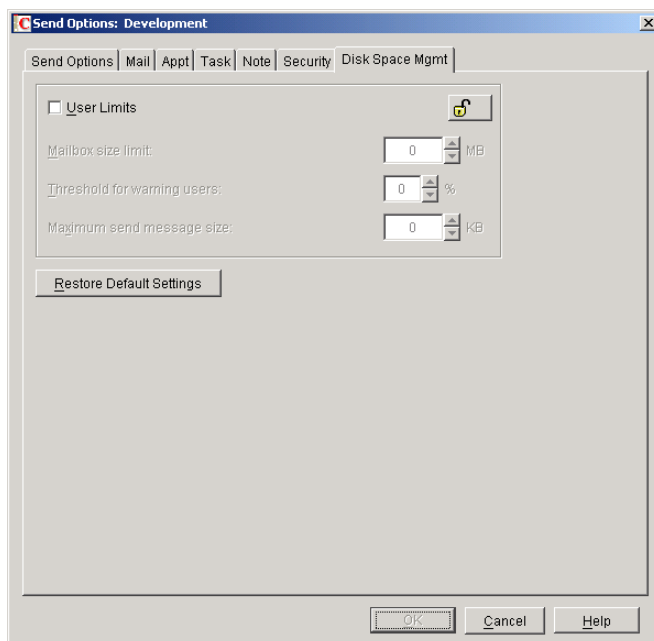 Send Options: Development
Send Options Mail Appt Task Note Security Disk Space Mgmt
User Limits
Mailbox size limit: 0 MB
Threshold for warning users: 0 %
Maximum send message size: 0 KB
Restore Default Settings
OK Cancel Help